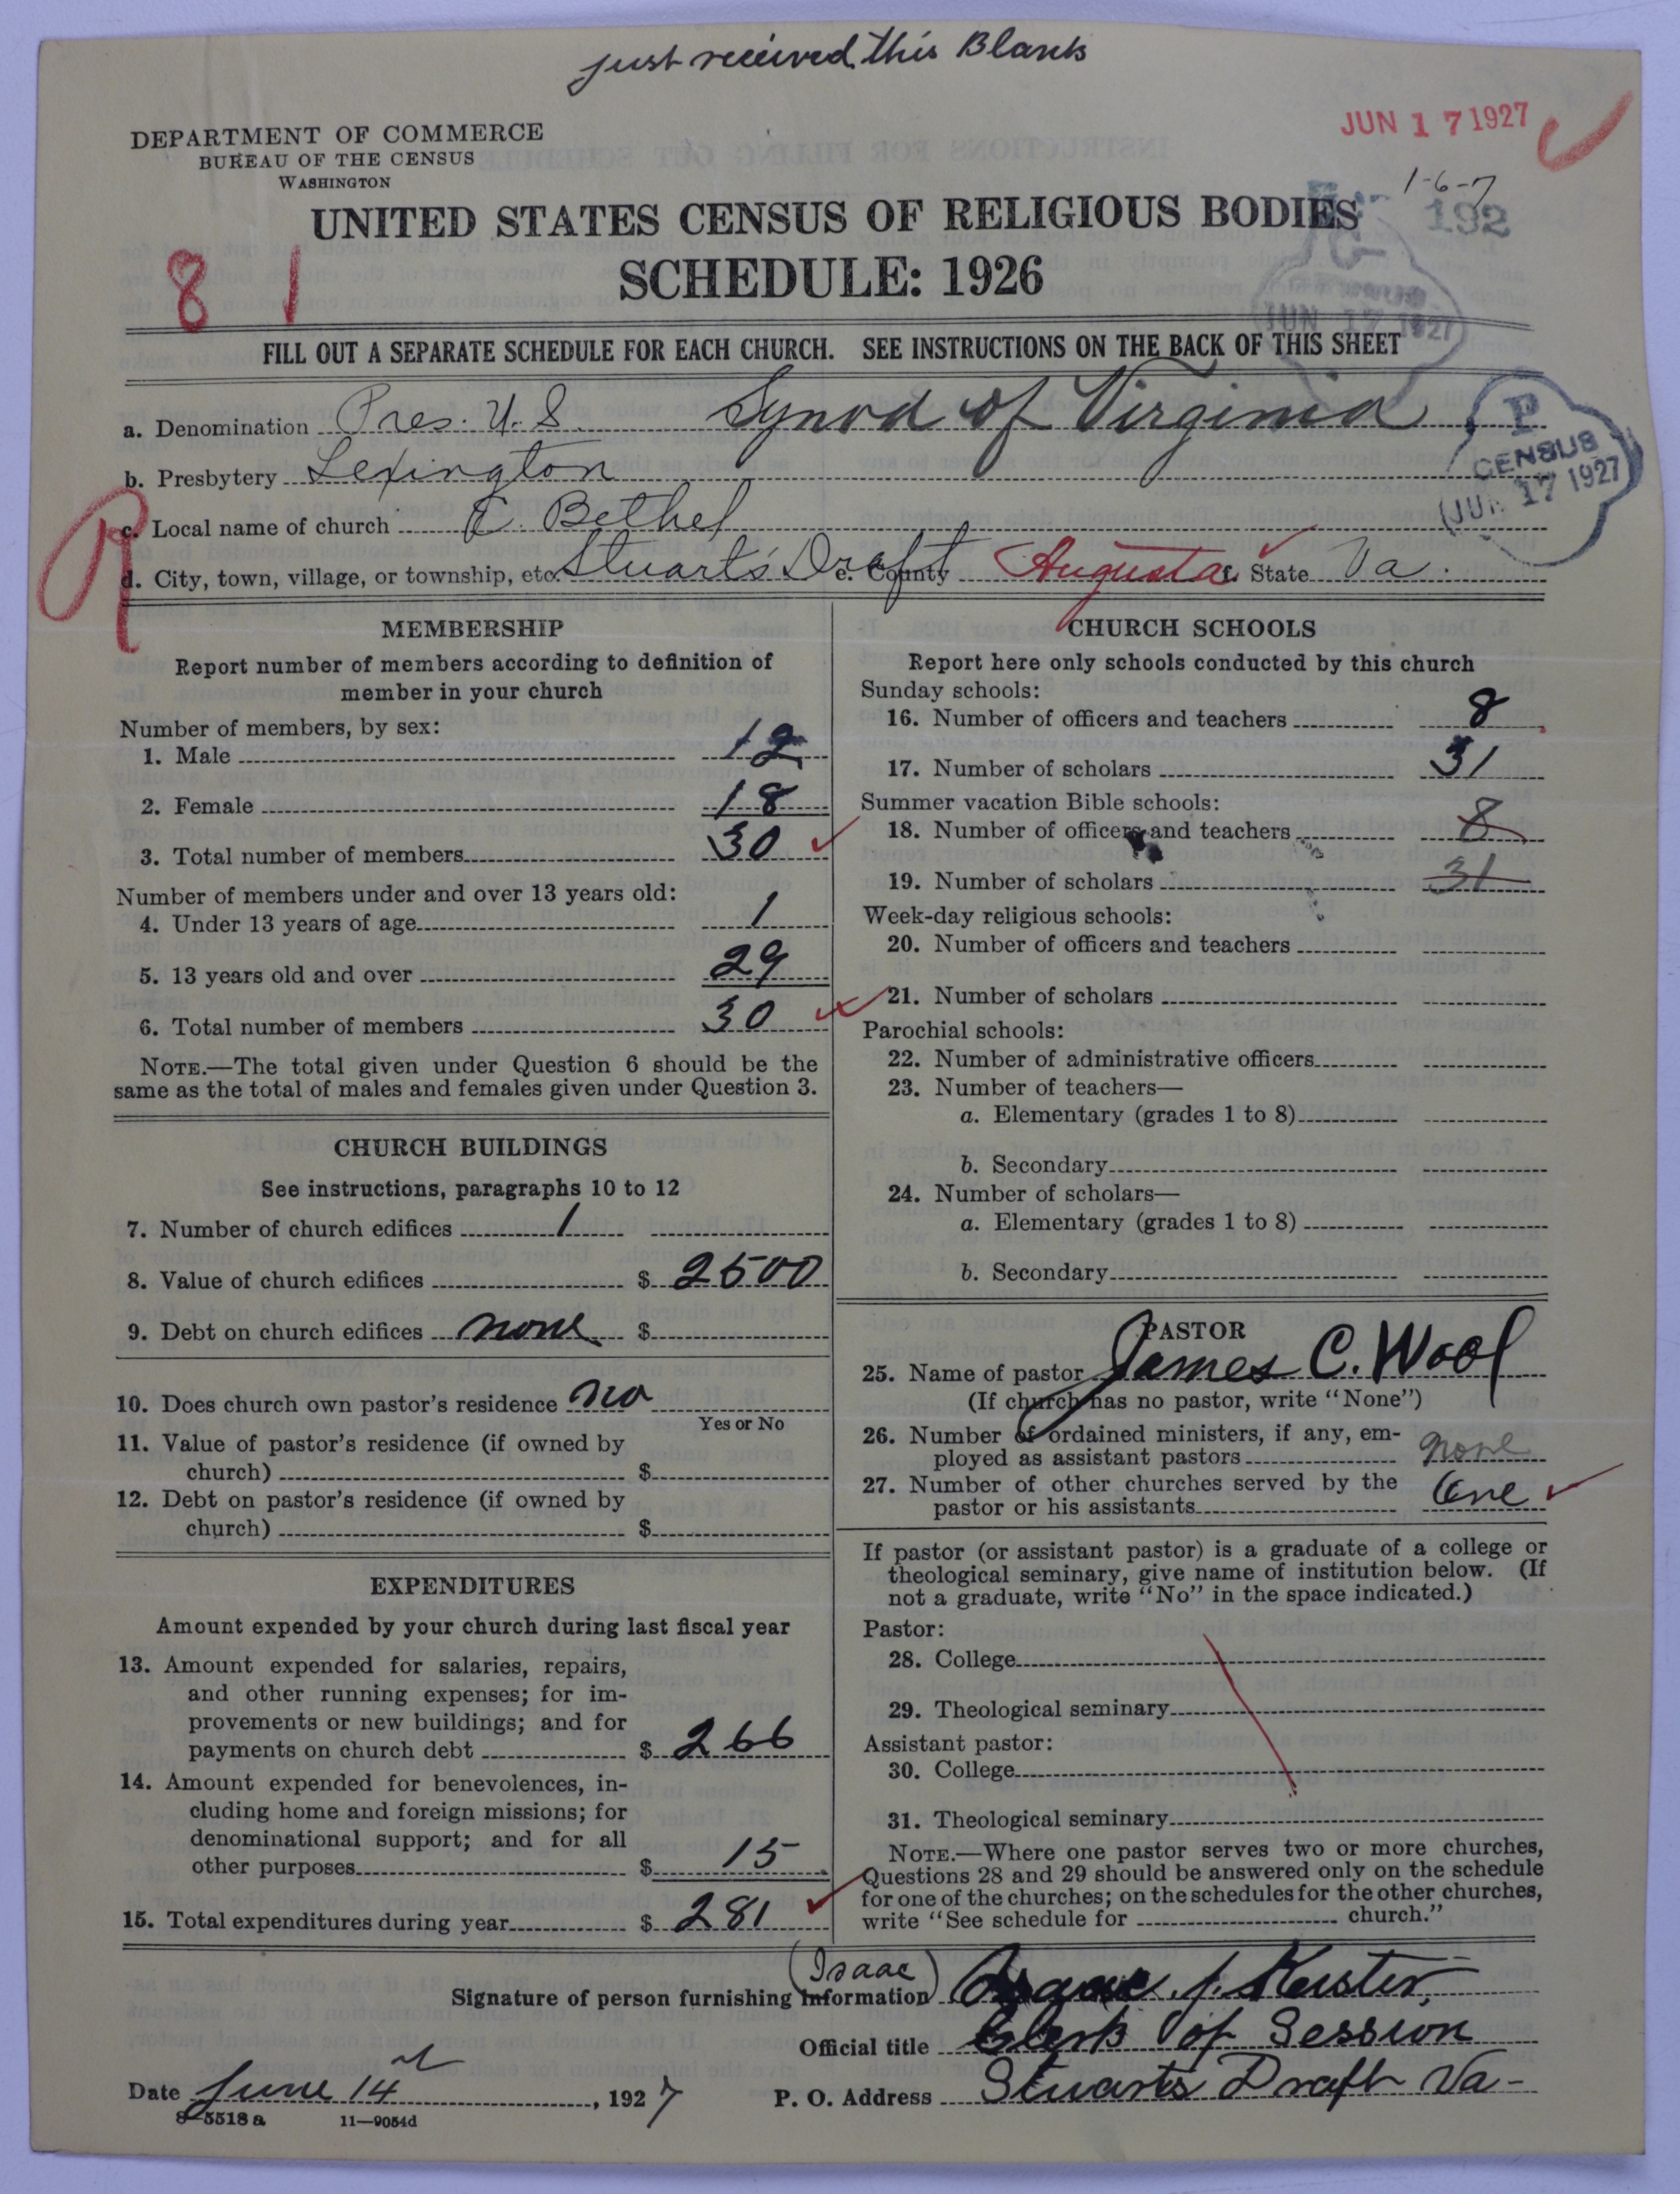 just received this Blank
DEPARTMENT OF COMMERCE
BUREAU OF THE CENSUS
WASHINGTON
JUN 17 1927
1-6-7
192
UNITED STATES CENSUS OF RELIGIOUS BODIES
SCHEDULE: 1926
8 1
JUN 17 1927
FILL OUT A SEPARATE SCHEDULE FOR EACH CHURCH. SEE INSTRUCTIONS ON THE BACK OF THIS SHEET
a. Denomination Pres. U.S. Synod of Virginia
b. Presbytery Lexington
P
CENSUS
JUN 17 1927
R
c. Local name of church Bethel
d. City, town, village, or township, etc. Stuart's Draft e. County Augusta f. State Va.
MEMBERSHIP
Report number of members according to definition of
member in your church
Number of members, by sex:
1. Male 12
2. Female 18
3. Total number of members 30
Number of members under and over 13 years old:
4. Under 13 years of age 1
5. 13 years old and over 29
6. Total number of members 30
NOTE.—The total given under Question 6 should be the
same as the total of males and females given under Question 3.
CHURCH BUILDINGS
See instructions, paragraphs 10 to 12
7. Number of church edifices 1
8. Value of church edifices $ 2500
9. Debt on church edifices none $
10. Does church own pastor's residence no
Yes or No
11. Value of pastor's residence (if owned by
church) $
12. Debt on pastor's residence (if owned by
church) $
EXPENDITURES
Amount expended by your church during last fiscal year
13. Amount expended for salaries, repairs,
and other running expenses; for im-
provements or new buildings; and for
payments on church debt $ 266
14. Amount expended for benevolences, in-
cluding home and foreign missions; for
denominational support; and for all
other purposes $ 15
15. Total expenditures during year $ 281
CHURCH SCHOOLS
Report here only schools conducted by this church
Sunday schools:
16. Number of officers and teachers 8
17. Number of scholars 31
Summer vacation Bible schools:
18. Number of officers and teachers 8
19. Number of scholars 31
Week-day religious schools:
20. Number of officers and teachers
21. Number of scholars
Parochial schools:
22. Number of administrative officers
23. Number of teachers—
a. Elementary (grades 1 to 8)
b. Secondary
24. Number of scholars—
a. Elementary (grades 1 to 8)
b. Secondary
PASTOR
25. Name of pastor James C. Wool
(If church has no pastor, write "None")
26. Number of ordained ministers, if any, em-
ployed as assistant pastors none
27. Number of other churches served by the
pastor or his assistants One
If pastor (or assistant pastor) is a graduate of a college or
theological seminary, give name of institution below. (If
not a graduate, write "No" in the space indicated.)
Pastor:
28. College
29. Theological seminary
Assistant pastor:
30. College
31. Theological seminary
NOTE.—Where one pastor serves two or more churches,
Questions 28 and 29 should be answered only on the schedule
for one of the churches; on the schedules for the other churches,
write "See schedule for church."
(Isaac)
Signature of person furnishing information Isaac J. Kerster
Official title Clerk of Session
Date June 14, 1927 P. O. Address Stuarts Draft Va-
8-5518 a 11-9054d